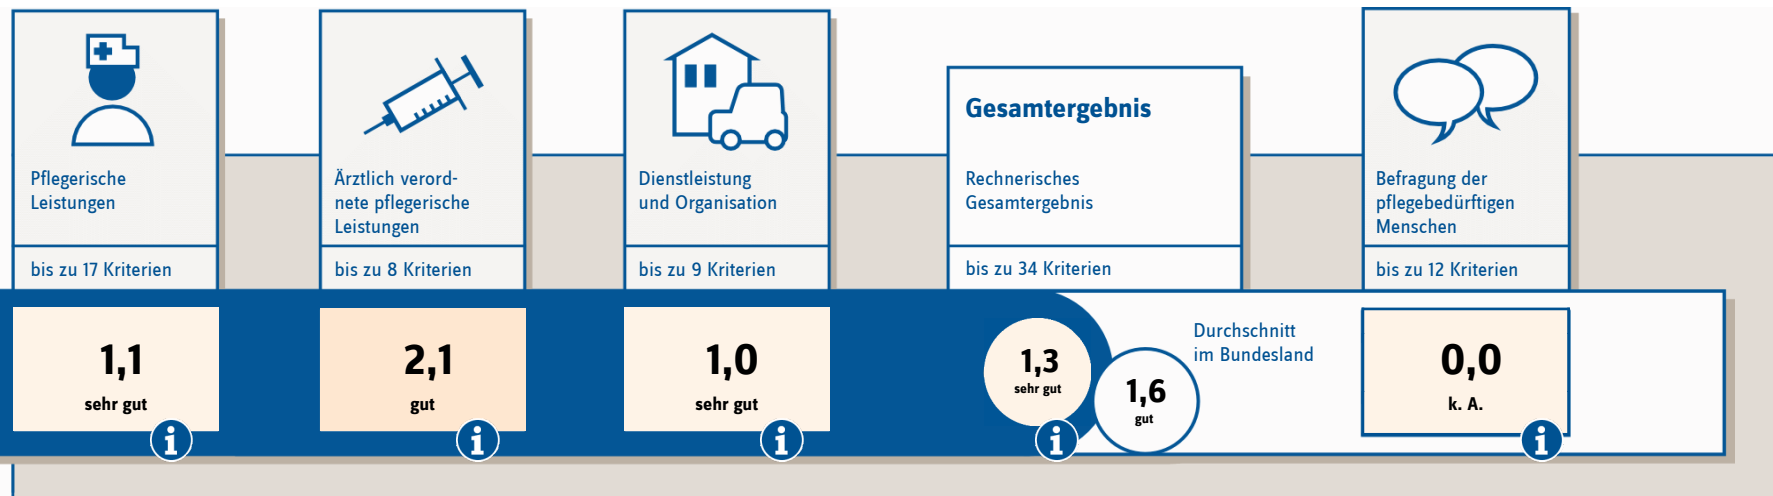 Pflegerische
Leistungen
bis zu 17 Kriterien
1,1
sehr gut
i
Ärztlich verord-
nete pflegerische
Leistungen
bis zu 8 Kriterien
2,1
gut
i
Dienstleistung
und Organisation
bis zu 9 Kriterien
1,0
sehr gut
i
Gesamtergebnis
Rechnerisches
Gesamtergebnis
bis zu 34 Kriterien
1,3
sehr gut
i
1,6
gut
Durchschnitt
im Bundesland
Befragung der
pflegebedürftigen
Menschen
bis zu 12 Kriterien
0,0
k. A.
i